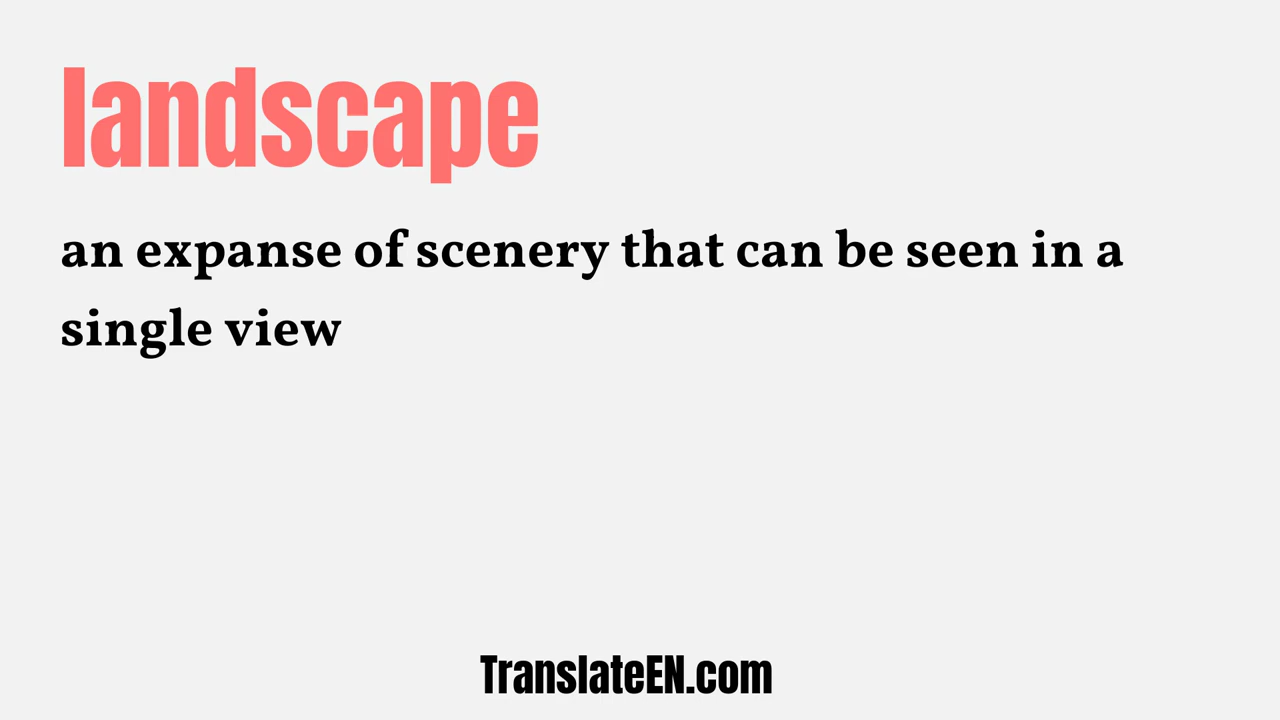 landscape
an expanse of scenery that can be seen in a
single view
TranslateEN.com